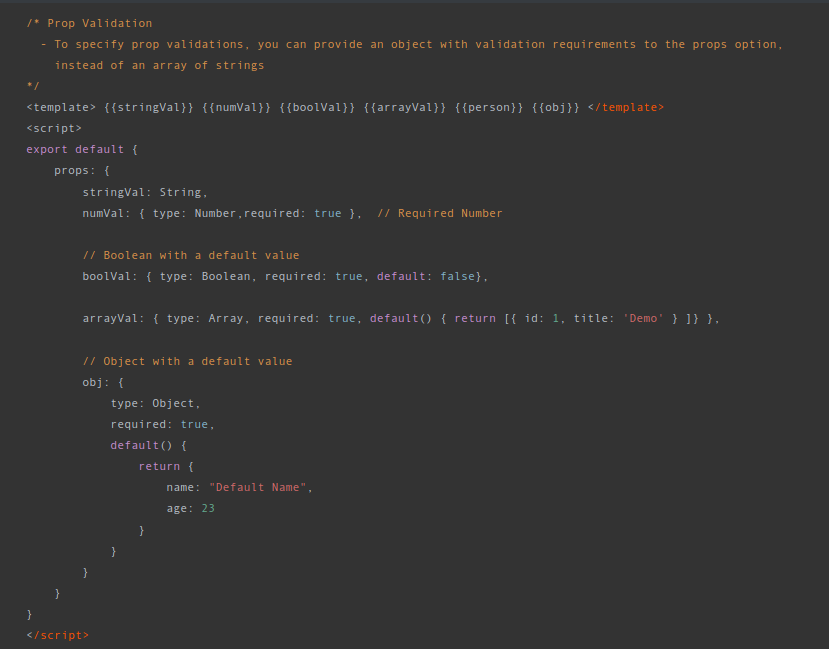 /* Prop Validation
  - To specify prop validations, you can provide an object with validation requirements to the props option,
    instead of an array of strings
*/
<template> {{stringVal}} {{numVal}} {{boolVal}} {{arrayVal}} {{person}} {{obj}} </template>
<script>
export default {
    props: {
        stringVal: String,
        numVal: { type: Number,required: true },  // Required Number

        // Boolean with a default value
        boolVal: { type: Boolean, required: true, default: false},

        arrayVal: { type: Array, required: true, default() { return [{ id: 1, title: 'Demo' } ]} },

        // Object with a default value
        obj: {
            type: Object,
            required: true,
            default() {
                return {
                    name: "Default Name",
                    age: 23
                }
            }
        }
    }
}
</script>